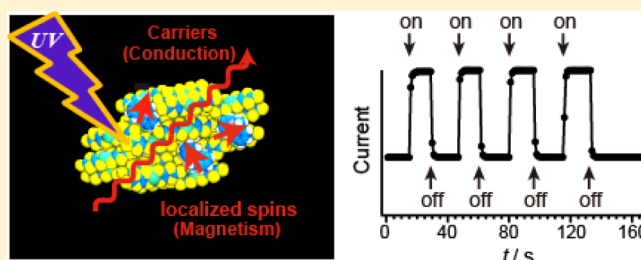 UV
Carriers
(Conduction)
localized spins
(Magnetism)
on on on on
Current
off off off off
0 40 80 120 160
t / s